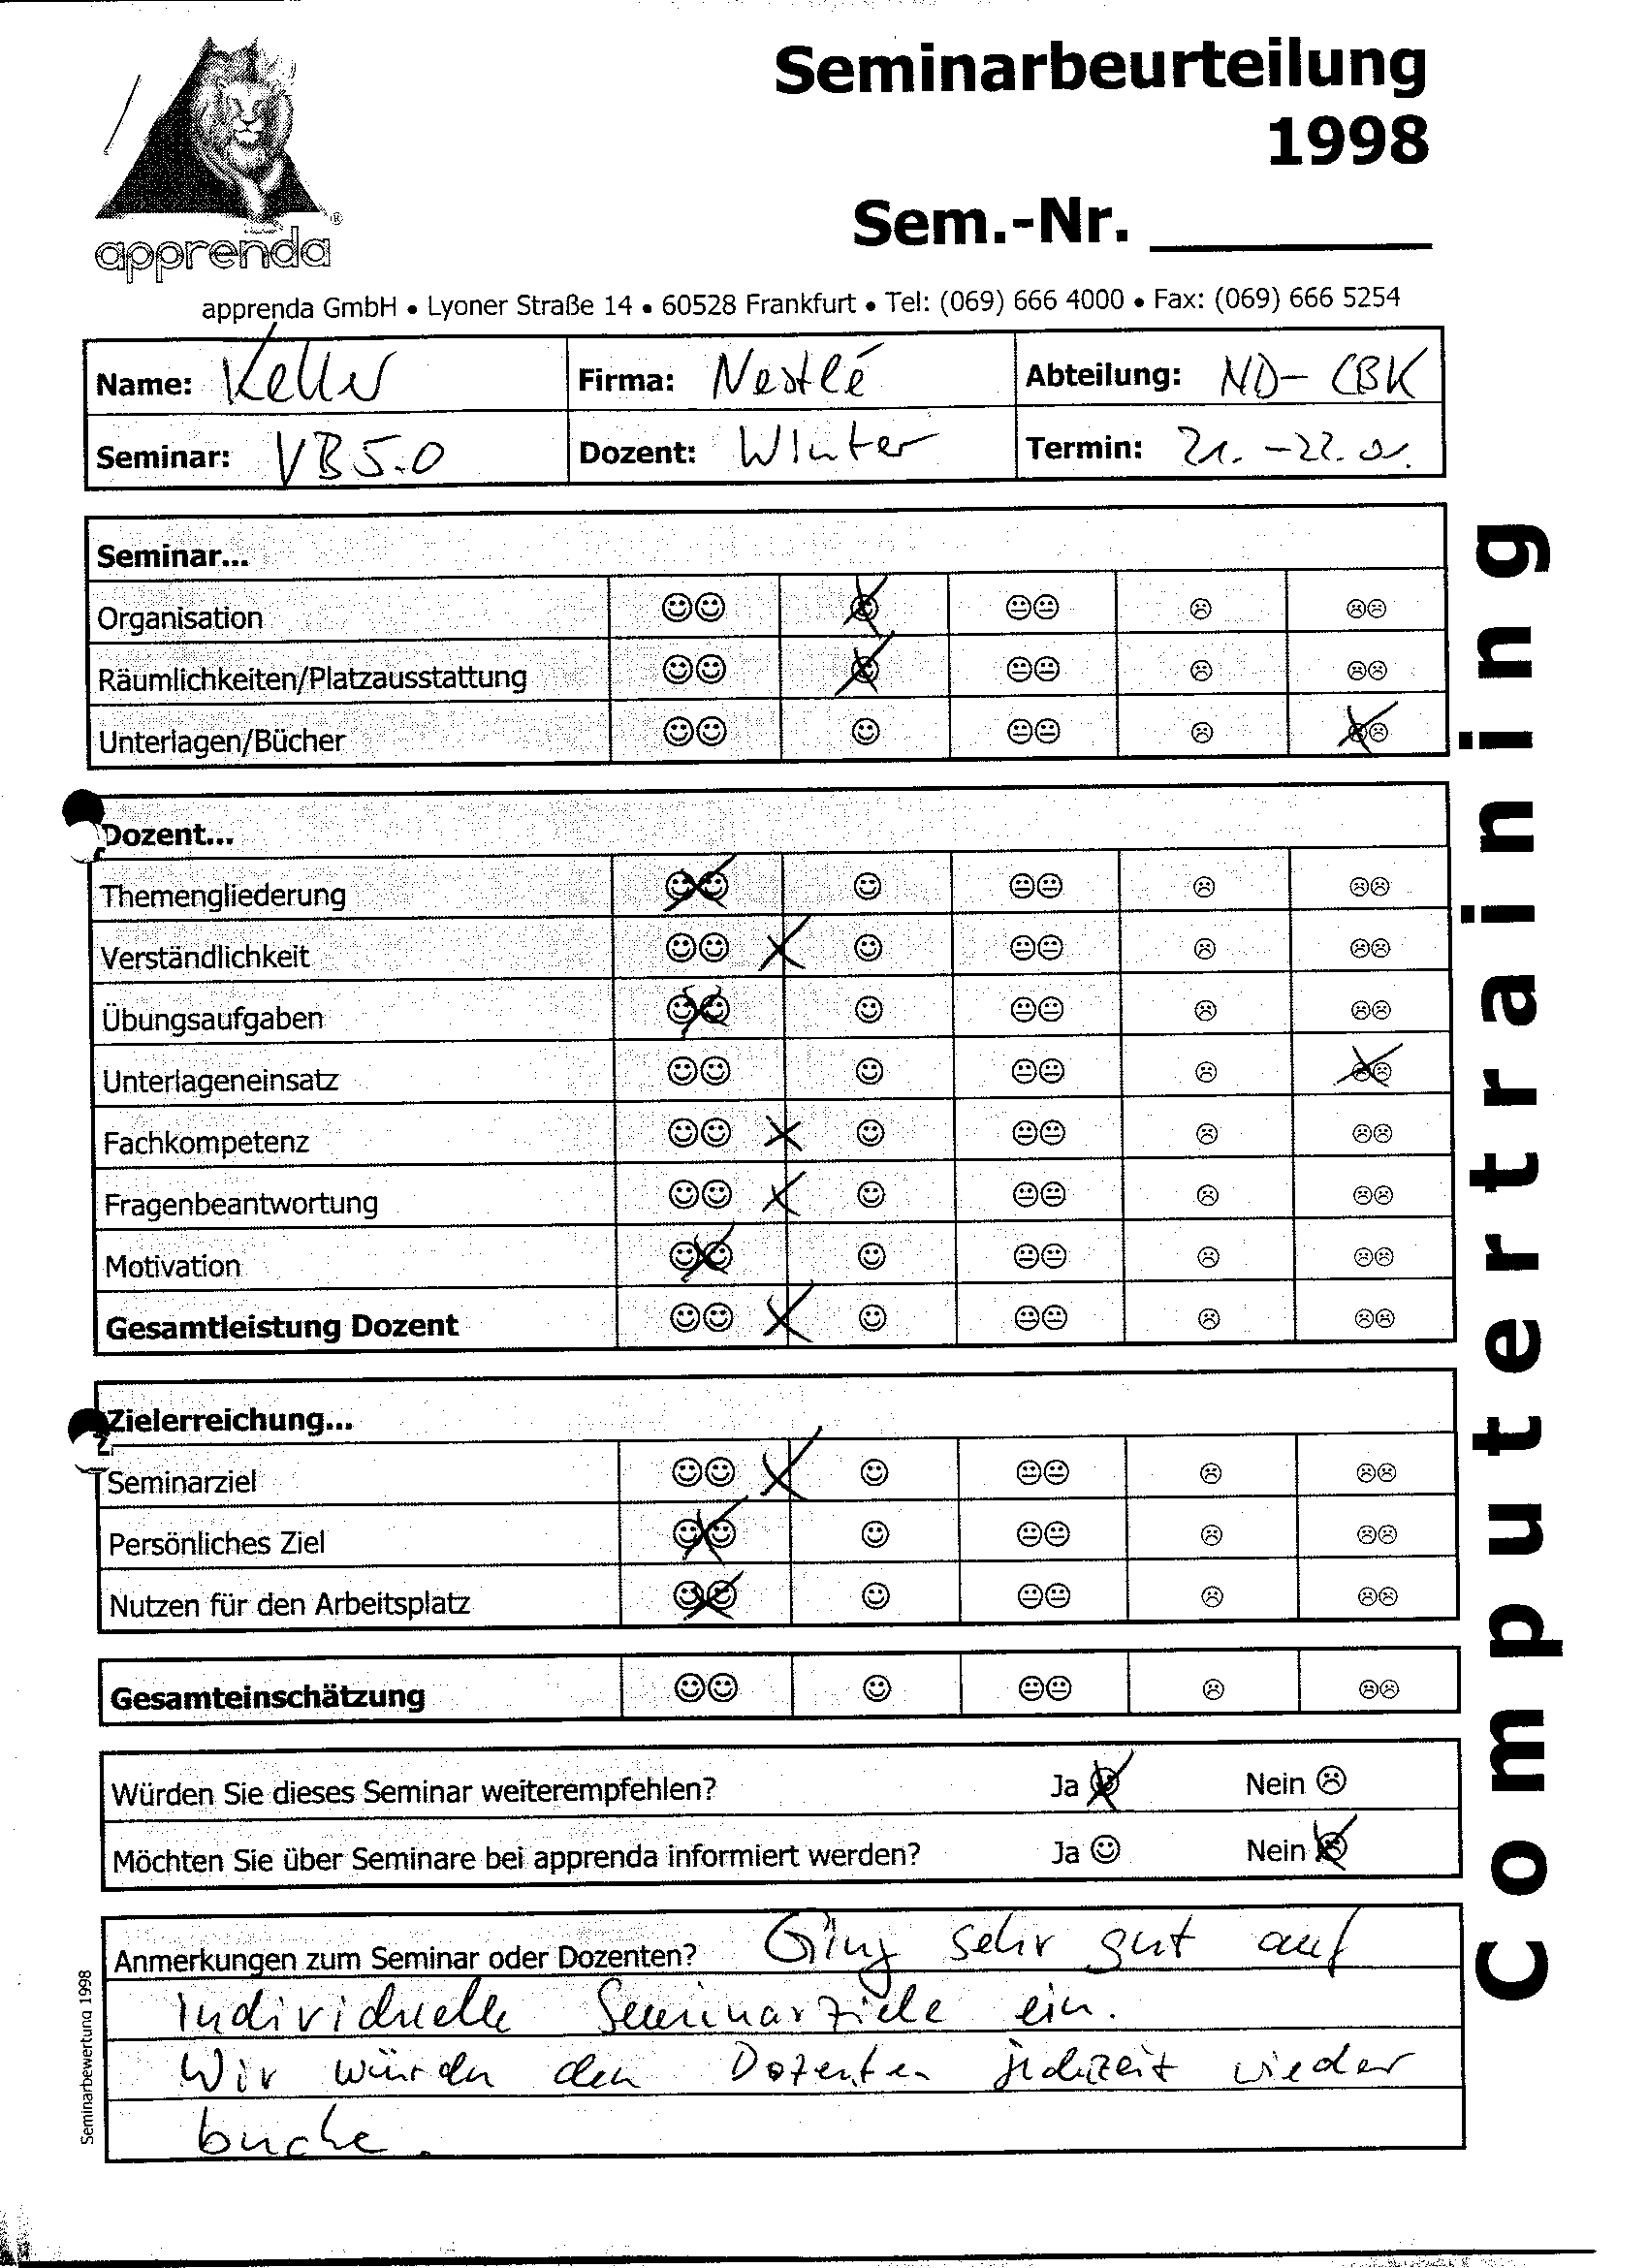 Seminarbeurteilung
1998
Sem.-Nr.
apprenda
apprenda GmbH • Lyoner Straße 14 • 60528 Frankfurt • Tel: (069) 666 4000 • Fax: (069) 666 5254
Name: Keller Firma: Nestlé Abteilung: ND-CBK
Seminar: VB5.0 Dozent: Winter Termin: 21.-22.01.
Seminar...
Organisation
Räumlichkeiten/Platzausstattung
Unterlagen/Bücher
Dozent...
Themengliederung
Verständlichkeit
Übungsaufgaben
Unterlageneinsatz
Fachkompetenz
Fragenbeantwortung
Motivation
Gesamtleistung Dozent
Zielerreichung...
Seminarziel
Persönliches Ziel
Nutzen für den Arbeitsplatz
Gesamteinschätzung
Würden Sie dieses Seminar weiterempfehlen? Ja Nein
Möchten Sie über Seminare bei apprenda informiert werden? Ja Nein
Anmerkungen zum Seminar oder Dozenten? Ging sehr gut auf
individuelle Seminarziele ein.
Wir würden den Dozenten jederzeit wieder
buche.
Seminarbewertung 1998
Computertraining